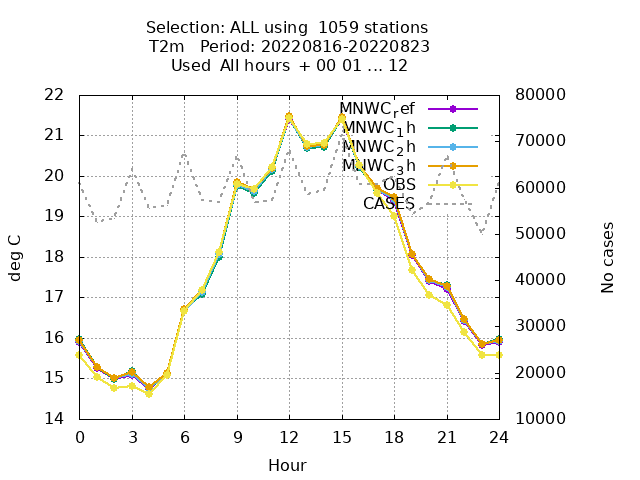 Selection: ALL using  1059 stations
T2m   Period: 20220816-20220823
Used  All hours  + 00 01 ... 12
22
21
20
19
18
17
16
15
14
80000
70000
60000
50000
40000
30000
20000
10000
deg C
No cases
MNWC_ref
MNWC_1h
MNWC_2h
MNWC_3h
OBS
CASES
0 3 6 9 12 15 18 21 24
Hour